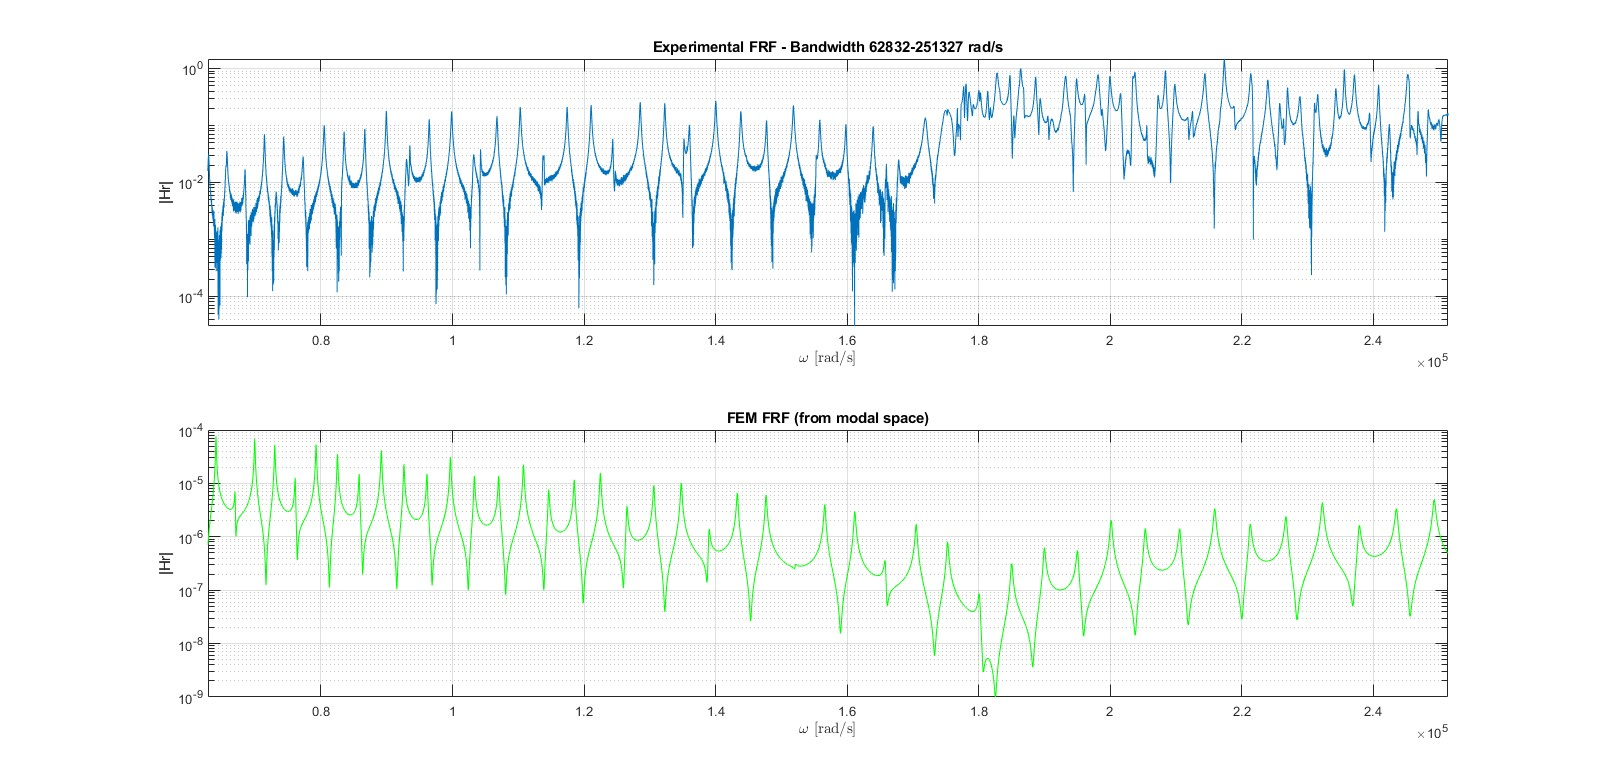 Experimental FRF - Bandwidth 62832-251327 rad/s
10^0
10^-2
10^-4
|Hr|
0.8 1 1.2 1.4 1.6 1.8 2 2.2 2.4
ω [rad/s]
×10^5
FEM FRF (from modal space)
10^-4
10^-5
10^-6
10^-7
10^-8
10^-9
|Hr|
0.8 1 1.2 1.4 1.6 1.8 2 2.2 2.4
ω [rad/s]
×10^5